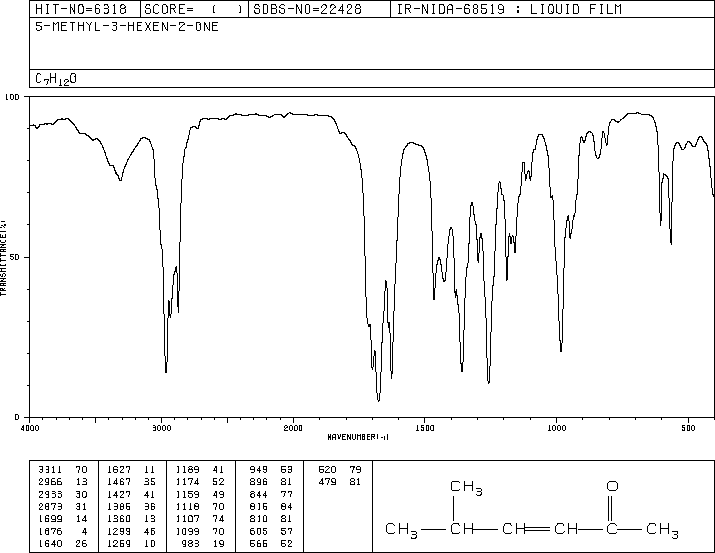 HIT-NO=6318 SCORE= ( ) SDBS-NO=22428 IR-NIDA-68519 : LIQUID FILM
5-METHYL-3-HEXEN-2-ONE
C7H12O
100
50
0
TRANSMITTANCE(%)
4000 3000 2000 1500 1000 500
WAVENUMBER(-1)
3311 70 1627 11 1189 41 949 53 520 79
2966 13 1467 35 1174 52 896 81 479 81
2933 30 1427 41 1159 49 844 77
2873 31 1386 36 1118 70 816 84
1699 14 1360 13 1107 74 810 81
1676 4 1299 46 1099 70 605 57
1640 26 1259 10 983 19 566 52
CH3 O
CH3 CH CH CH C CH3